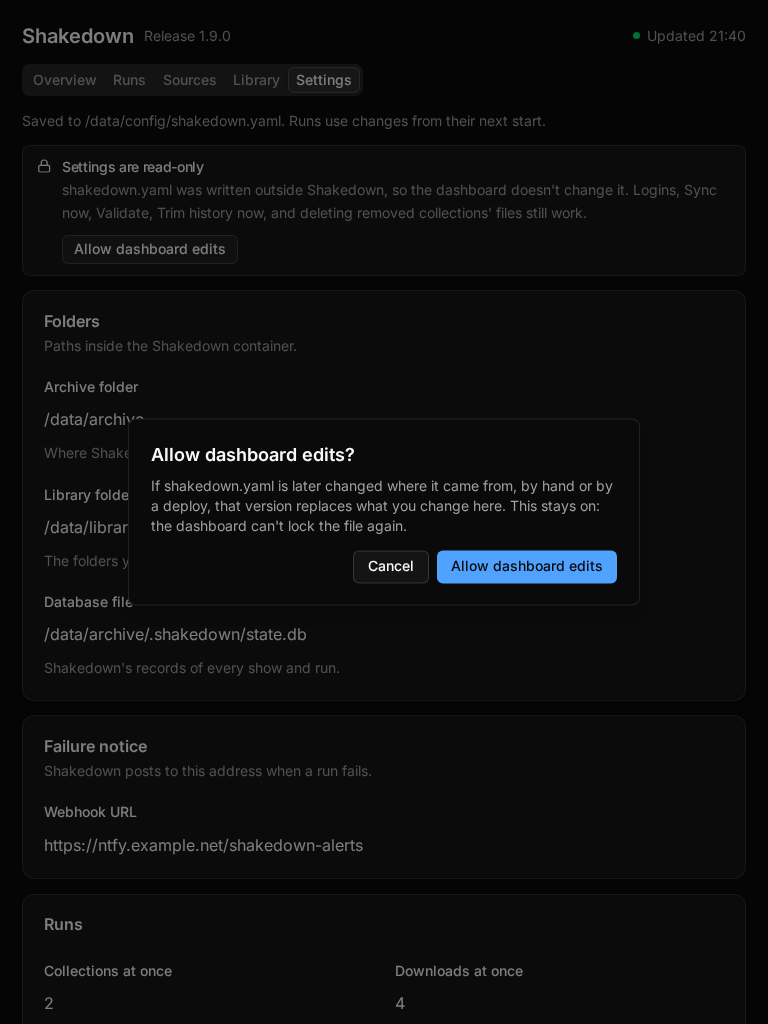 Shakedown Release 1.9.0
Updated 21:40
Overview Runs Sources Library Settings
Saved to /data/config/shakedown.yaml. Runs use changes from their next start.
Settings are read-only
shakedown.yaml was written outside Shakedown, so the dashboard doesn't change it. Logins, Sync
now, Validate, Trim history now, and deleting removed collections' files still work.
Allow dashboard edits
Folders
Paths inside the Shakedown container.
Archive folder
/data/archive
Where
Allow dashboard edits?
If shakedown.yaml is later changed where it came from, by hand or by
a deploy, that version replaces what you change here. This stays on:
the dashboard can't lock the file again.
Cancel Allow dashboard edits
Library
The folders
Database file
/data/archive/.shakedown/state.db
Shakedown's records of every show and run.
Failure notice
Shakedown posts to this address when a run fails.
Webhook URL
https://ntfy.example.net/shakedown-alerts
Runs
Collections at once Downloads at once
2 4